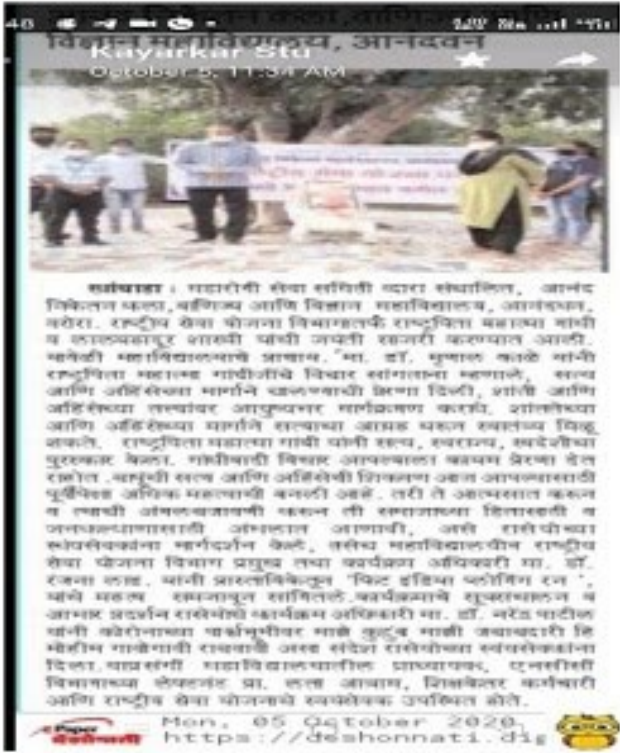 विज्ञान महाविद्यालय, आनंदवन
Kayarkar Stu
October 5, 11:34 AM
: महारोगी सेवा समिती द्वारा संचालित, आनंद
निकेतन कला,वाणिज्य आणि विज्ञान महाविद्यालय, आनंदवन,
वरोरा. राष्ट्रीय सेवा योजना विभागातर्फे राष्ट्रपिता महात्मा गांधी
व लालबहादूर शास्त्री यांची जयंती साजरी करण्यात आली.
यावेळी महाविद्यालयाचे प्राचार्य. मा. डॉ. मृणाल काळे यांनी
राष्ट्रपिता महात्मा गांधीजींचे विचार सांगताना म्हणाले, सत्य
आणि अहिंसेच्या मार्गाने चालण्याची प्रेरणा दिली, शांती आणि
अहिंसेच्या तत्त्यांवर आयुष्यभर मार्गक्रमण करावे. शांततेच्या
आणि अहिंसेच्या मार्गाने सत्याचा आग्रह धरून स्वातंत्र्य मिळू
शकते. राष्ट्रपिता महात्मा गांधी यांनी सत्य, स्वराज्य, स्वदेशीचा
पुरस्कार केला. गांधीवादी विचार आपल्याला कायम प्रेरणा देत
राहोत .बापूंची सत्य आणि अहिंसेची शिकवण आज आपल्यासाठी
पूर्वीपेक्षा अधिक महत्वाची बनली आहे. तरी ते आत्मसात करून
व त्याची अंमलबजावणी करून ती समाजाच्या हितासाठी व
जनकल्याणासाठी अंमलात आणावी, असे रासेयोच्या
स्वयंसेवकांना मार्गदर्शन केले, तसेच महाविद्यालयीन राष्ट्रीय
सेवा योजना विभाग प्रमुख तथा कार्यक्रम अधिकारी मा. डॉ.
रंजना लाड. यांनी प्रास्ताविकेतून 'फिट इंडिया प्लॉगिंग रन ',
यांचे महत्व समजावून सांगितले.कार्यक्रमाचे सूत्रसंचालन व
आभार प्रदर्शन रासेयोचे कार्यक्रम अधिकारी मा. डॉ. नरेंद्र पाटील
यांनी कोरोनाच्या पार्श्वभूमीवर माझे कुटुंब माझी जबाबदारी हि
मोहीम गावोगावी राबवावी असा संदेश रासेयोच्या स्वयंसेवकांना
दिला.याप्रसंगी महाविद्यालयातील प्राध्यापक, एनसीसी
विभागाच्या लेफ्टनंट प्रा. लता आत्राम, शिक्षकेतर कर्मचारी
आणि राष्ट्रीय सेवा योजनाचे स्वयंसेवक उपस्थित होते.
ePaper
देशोन्नती
Mon, 05 October 2020
https://deshonnati.dig